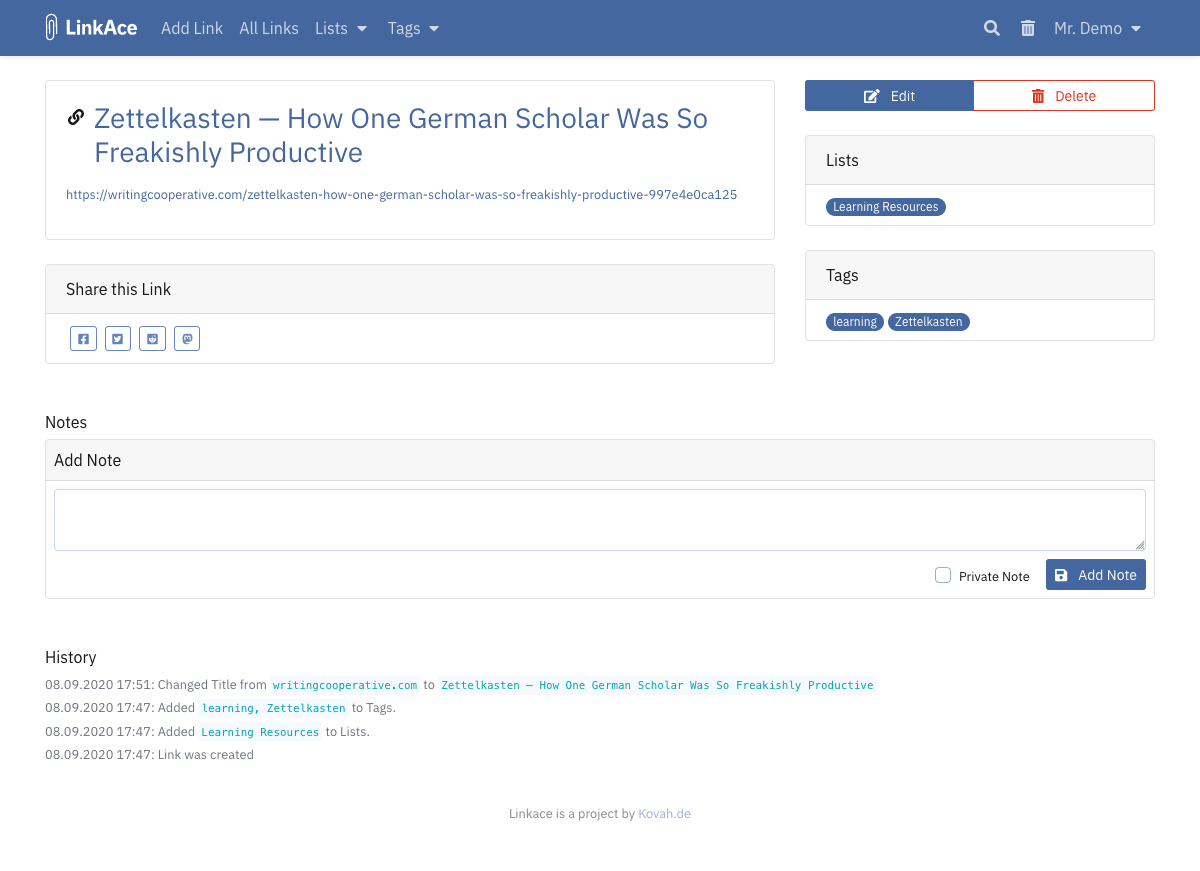 LinkAce Add Link All Links Lists Tags Mr. Demo
Zettelkasten — How One German Scholar Was So
Freakishly Productive
https://writingcooperative.com/zettelkasten-how-one-german-scholar-was-so-freakishly-productive-997e4e0ca125
Share this Link
Edit Delete
Lists
Learning Resources
Tags
learning Zettelkasten
Notes
Add Note
Private Note Add Note
History
08.09.2020 17:51: Changed Title from writingcooperative.com to Zettelkasten — How One German Scholar Was So Freakishly Productive
08.09.2020 17:47: Added learning, Zettelkasten to Tags.
08.09.2020 17:47: Added Learning Resources to Lists.
08.09.2020 17:47: Link was created
Linkace is a project by Kovah.de